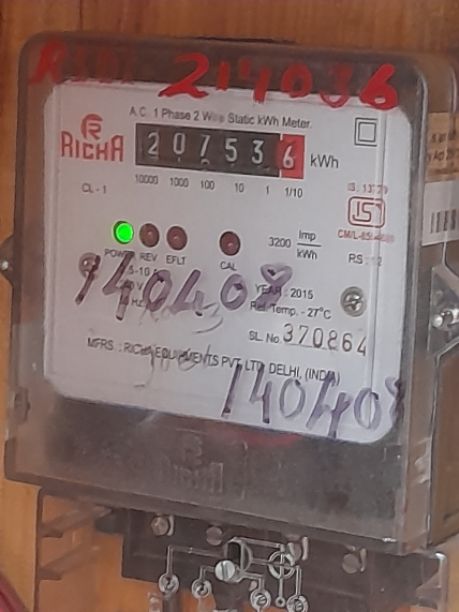 214036
A.C. 1 Phase 2 Wire Static kWh Meter.
R
RICHA
207536 kWh
CL - 1
10000 1000 100 10 1 1/10
ISI
POWER REV EFLT
CAL
3200 Imp/kWh
140408
YEAR : 2015
Ref. Temp. - 27°C
SL. No. 370864
MFRS. : RICHA EQUIPMENTS PVT. LTD. DELHI, (INDIA)
140408